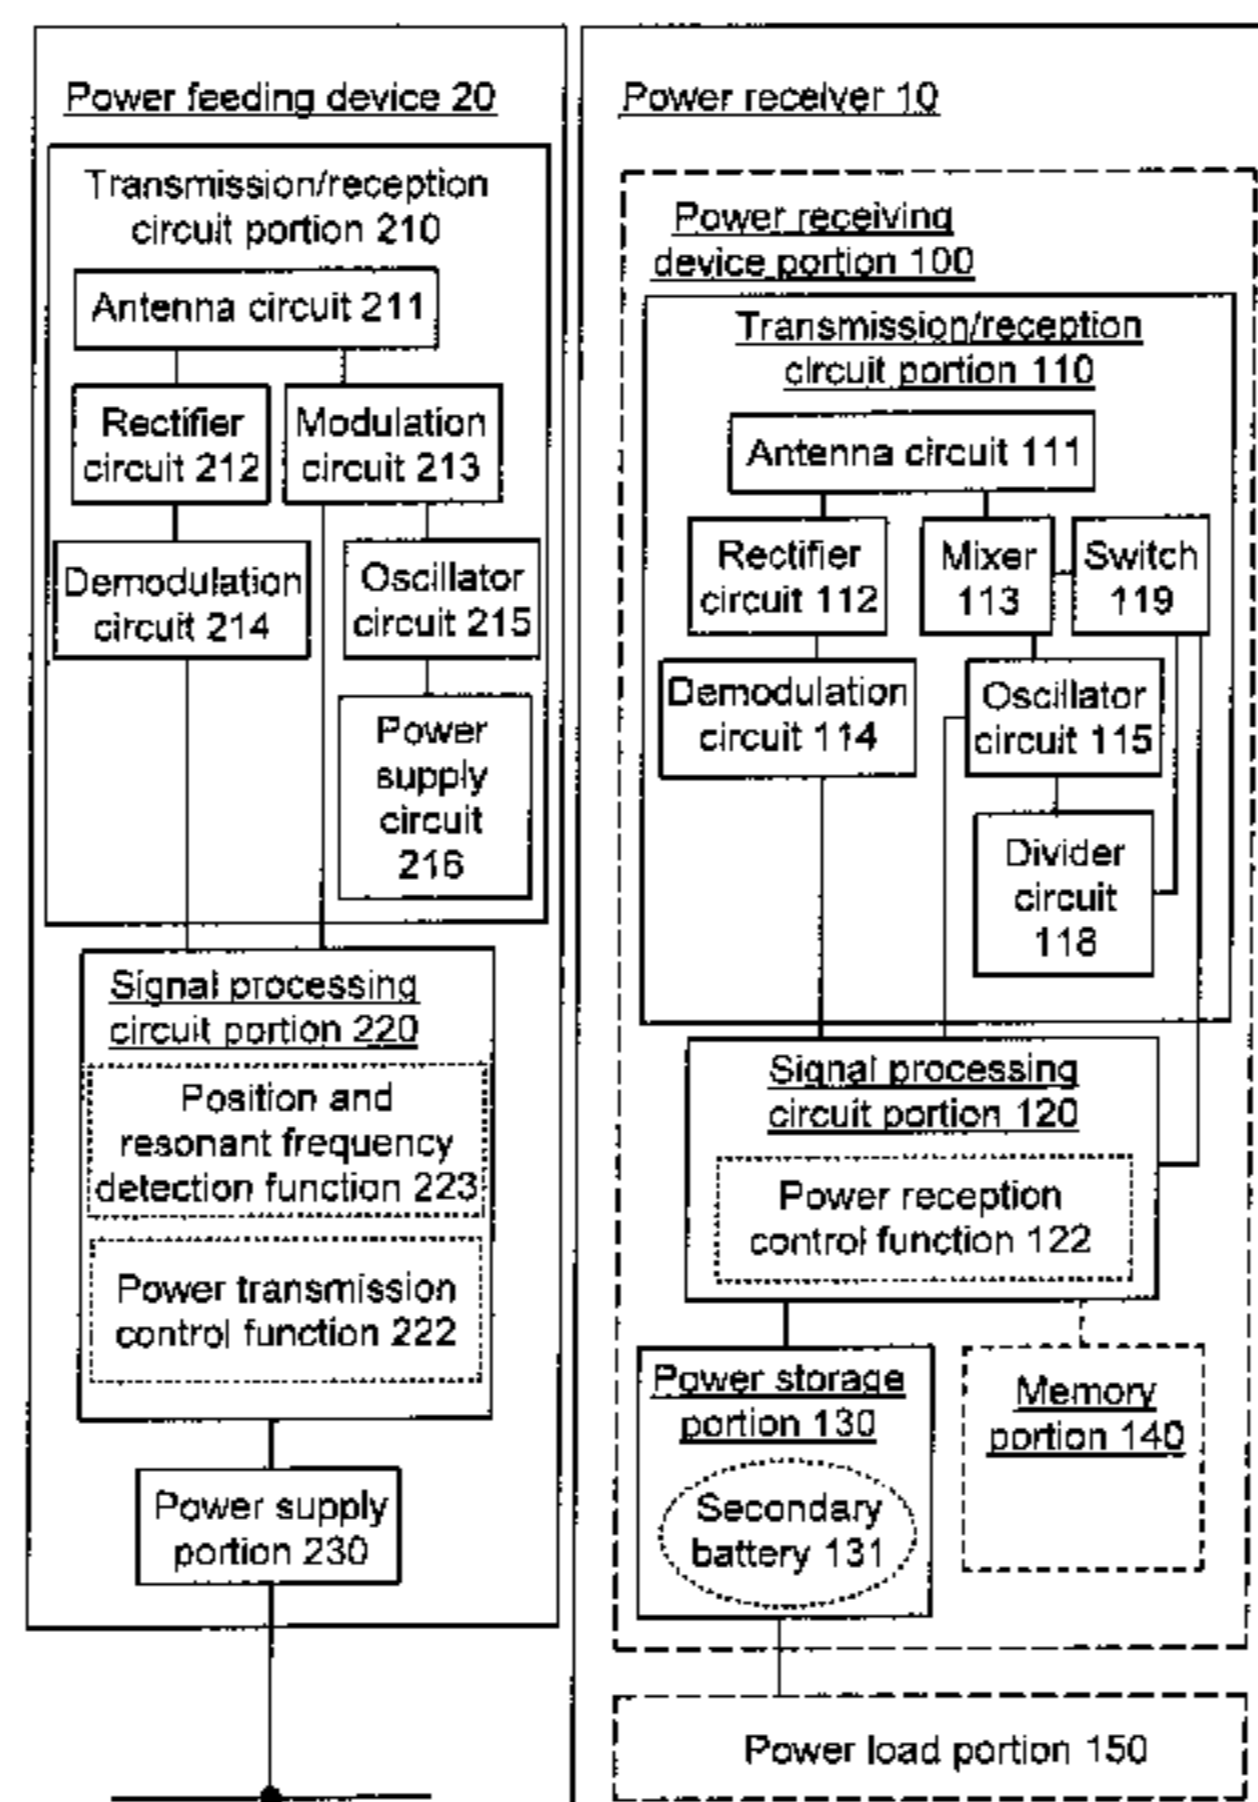 Power feeding device 20
Transmission/reception
circuit portion 210
Antenna circuit 211
Rectifier
circuit 212
Modulation
circuit 213
Demodulation
circuit 214
Oscillator
circuit 215
Power
supply
circuit
216
Signal processing
circuit portion 220
Position and
resonant frequency
detection function 223
Power transmission
control function 222
Power supply
portion 230
Power receiver 10
Power receiving
device portion 100
Transmission/reception
circuit portion 110
Antenna circuit 111
Rectifier
circuit 112
Mixer
113
Switch
119
Demodulation
circuit 114
Oscillator
circuit 115
Divider
circuit
118
Signal processing
circuit portion 120
Power reception
control function 122
Power storage
portion 130
Secondary
battery 131
Memory
portion 140
Power load portion 150